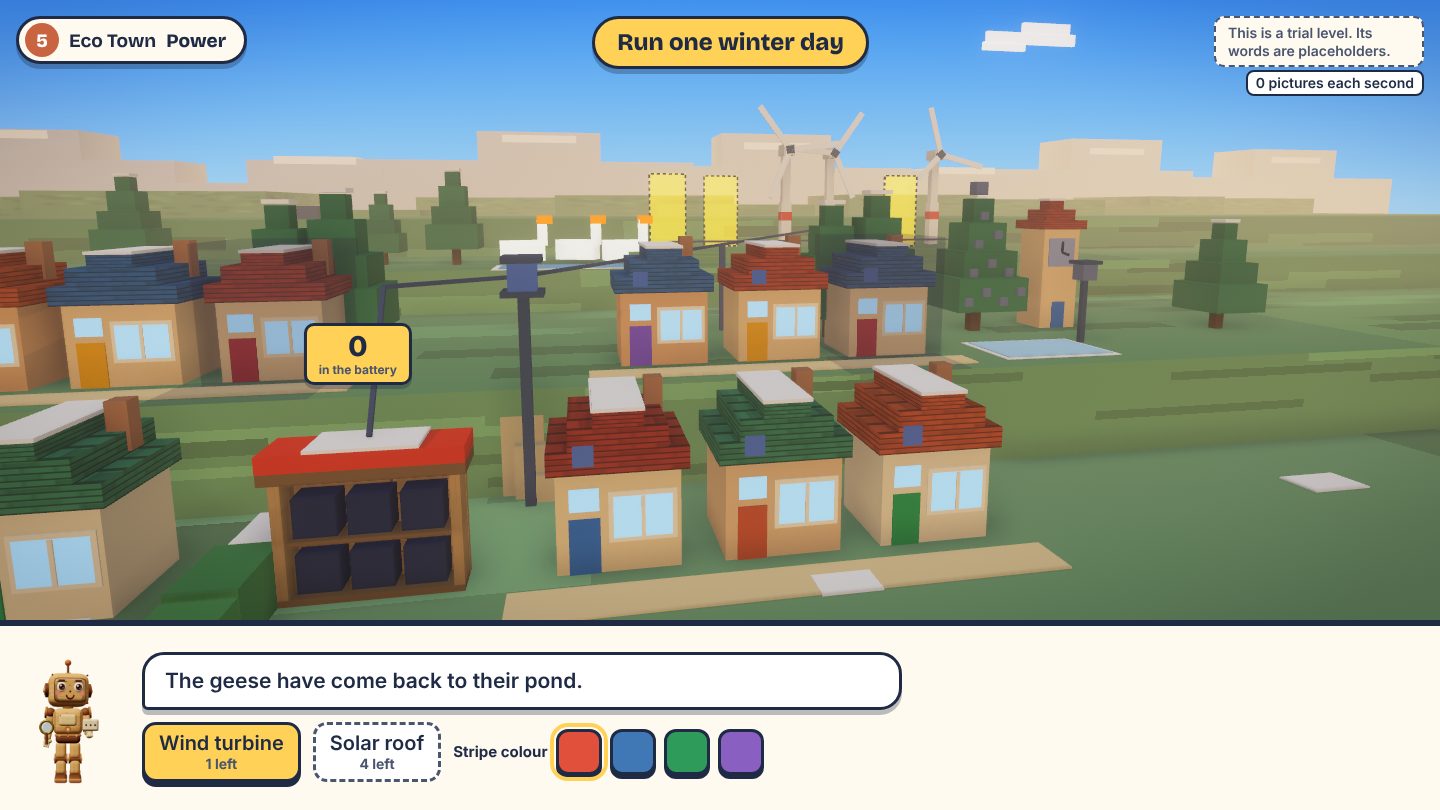 5 Eco Town Power
Run one winter day
This is a trial level. Its
words are placeholders.
0 pictures each second
0
in the battery
The geese have come back to their pond.
Wind turbine
1 left
Solar roof
4 left
Stripe colour